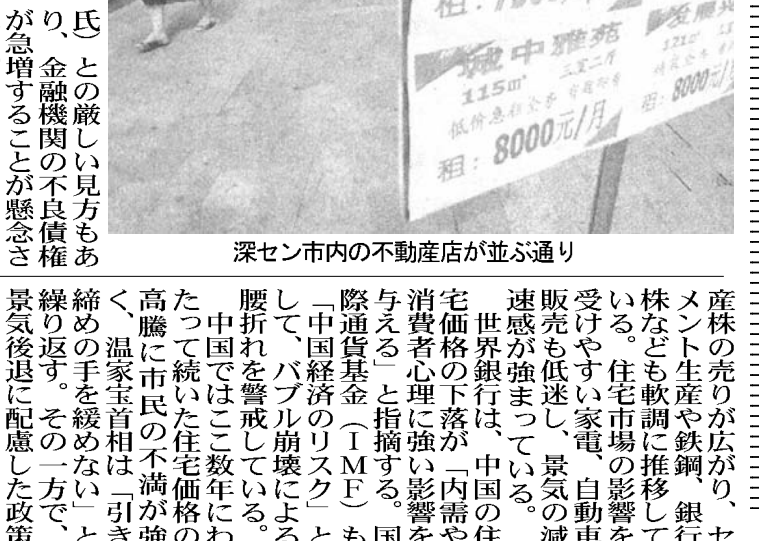 城中雅苑
115㎡ 三室二厅
租：8000元/月
租：8000
深セン市内の不動産店が並ぶ通り
氏）との厳しい見方もあ
り、金融機関の不良債権
が急増することが懸念さ
産株の売りが広がり、セ
メント生産や鉄鋼、銀行
株なども軟調に推移して
いる。住宅市場の影響を
受けやすい家電、自動車
販売も低迷し、景気の減
速感が強まっている。
世界銀行は、中国の住
宅価格の下落が「内需や
消費者心理に強い影響を
与える」と指摘する。国
際通貨基金（ＩＭＦ）も
「中国経済のリスク」と
して、バブル崩壊による
腰折れを警戒している。
中国ではここ数年にわ
たって続いた住宅価格の
高騰に市民の不満が強
く、温家宝首相は「引き
締めの手を緩めない」と
繰り返す。その一方で、
景気後退に配慮した政策